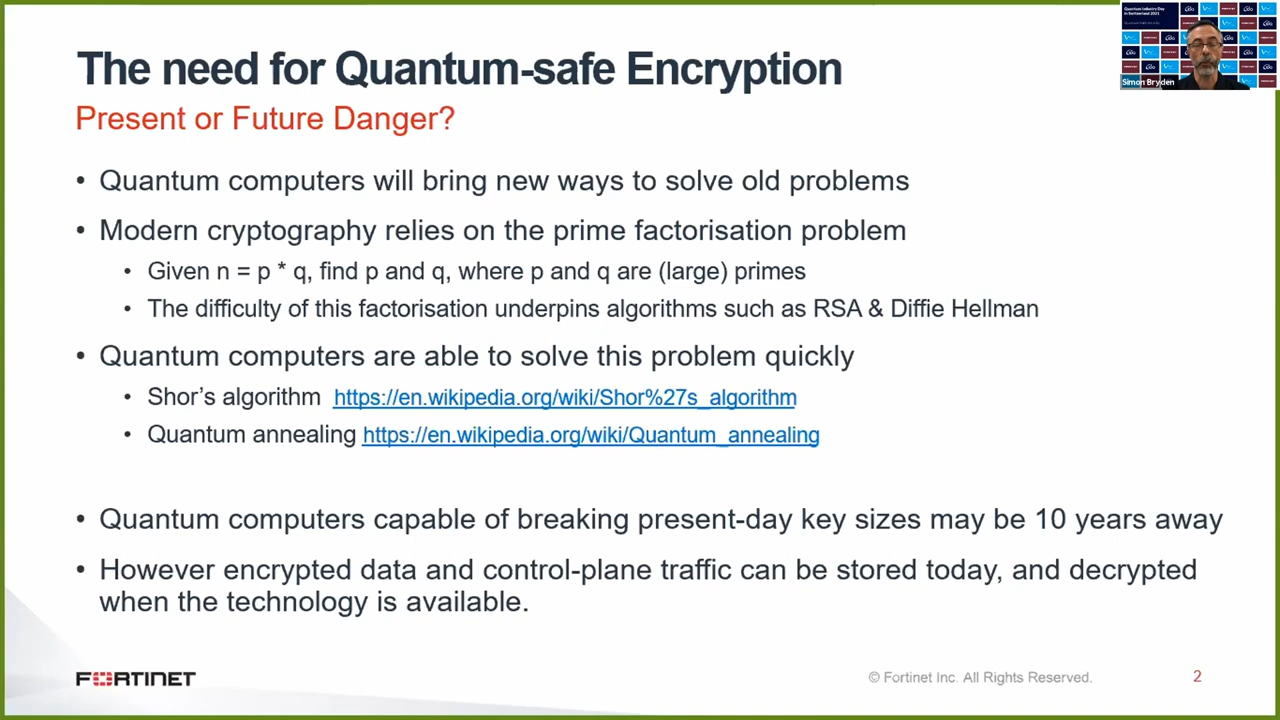 The need for Quantum-safe Encryption
Present or Future Danger?
• Quantum computers will bring new ways to solve old problems
• Modern cryptography relies on the prime factorisation problem
• Given n = p * q, find p and q, where p and q are (large) primes
• The difficulty of this factorisation underpins algorithms such as RSA & Diffie Hellman
• Quantum computers are able to solve this problem quickly
• Shor’s algorithm https://en.wikipedia.org/wiki/Shor%27s_algorithm
• Quantum annealing https://en.wikipedia.org/wiki/Quantum_annealing
• Quantum computers capable of breaking present-day key sizes may be 10 years away
• However encrypted data and control-plane traffic can be stored today, and decrypted
when the technology is available.
FORTINET
© Fortinet Inc. All Rights Reserved.
2
Quantum Industry Day
in Switzerland 2021
Simon Bryden